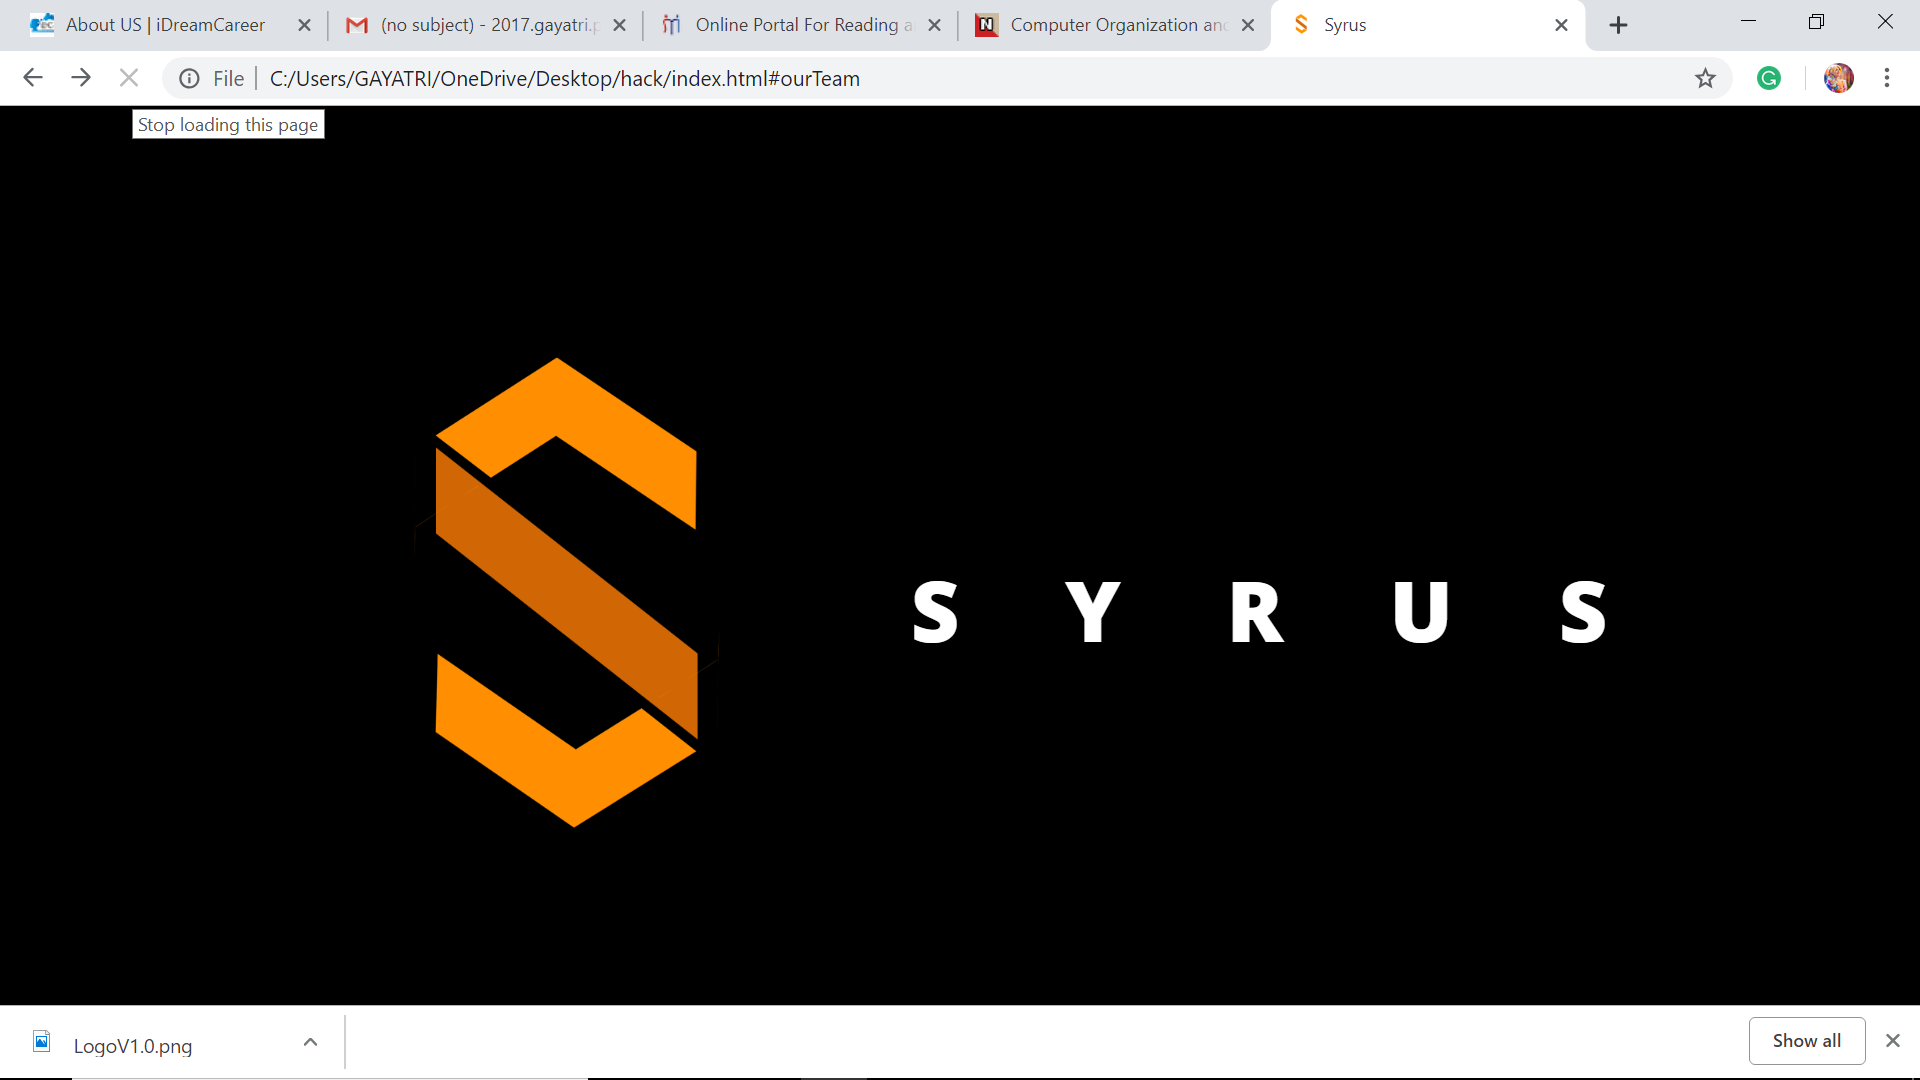 About US | iDreamCareer
(no subject) - 2017.gayatri.p
Online Portal For Reading a
Computer Organization and
Syrus
File
C:/Users/GAYATRI/OneDrive/Desktop/hack/index.html#ourTeam
Stop loading this page
S Y R U S
LogoV1.0.png
Show all